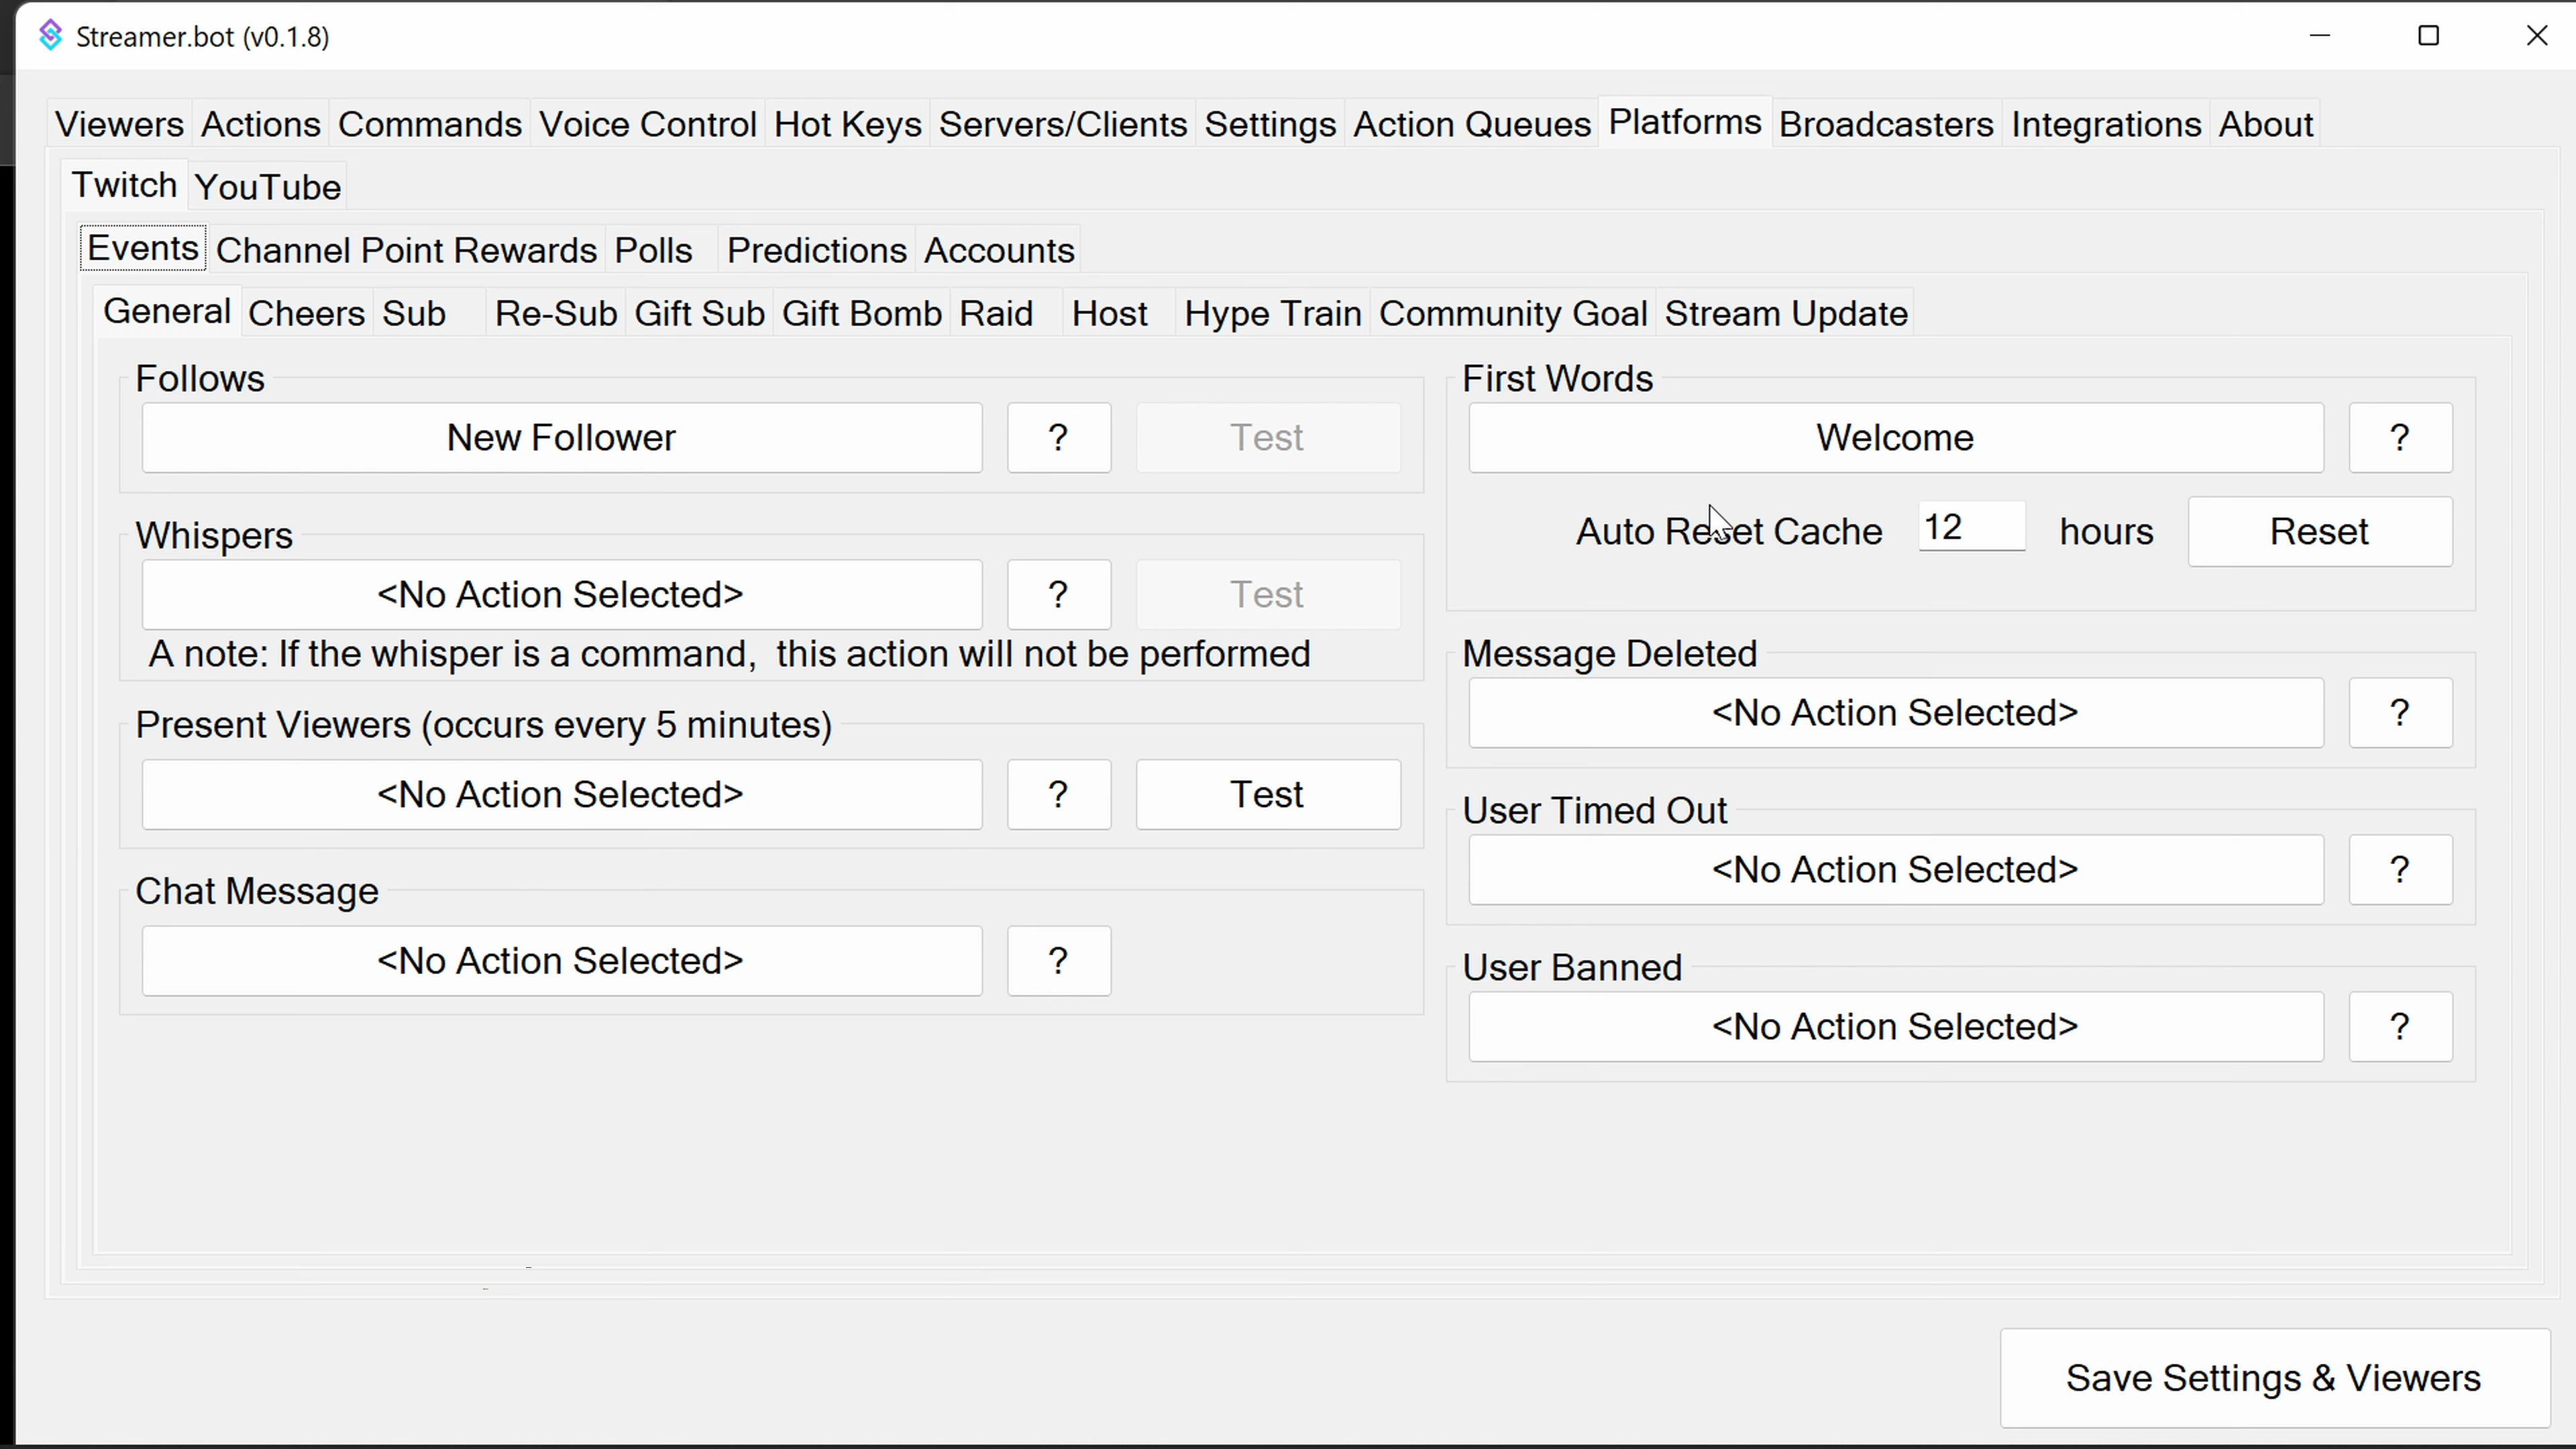 Streamer.bot (v0.1.8)
Viewers Actions Commands Voice Control Hot Keys Servers/Clients Settings Action Queues Platforms Broadcasters Integrations About
Twitch YouTube
Events Channel Point Rewards Polls Predictions Accounts
General Cheers Sub Re-Sub Gift Sub Gift Bomb Raid Host Hype Train Community Goal Stream Update
Follows
New Follower ? Test
Whispers
<No Action Selected> ? Test
A note: If the whisper is a command, this action will not be performed
Present Viewers (occurs every 5 minutes)
<No Action Selected> ? Test
Chat Message
<No Action Selected> ?
First Words
Welcome ?
Auto Reset Cache 12 hours Reset
Message Deleted
<No Action Selected> ?
User Timed Out
<No Action Selected> ?
User Banned
<No Action Selected> ?
Save Settings & Viewers